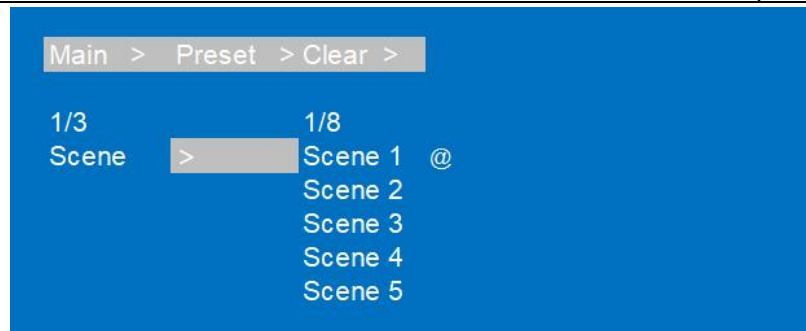 Main > Preset > Clear >
1/3 1/8
Scene > Scene 1 @
Scene 2
Scene 3
Scene 4
Scene 5